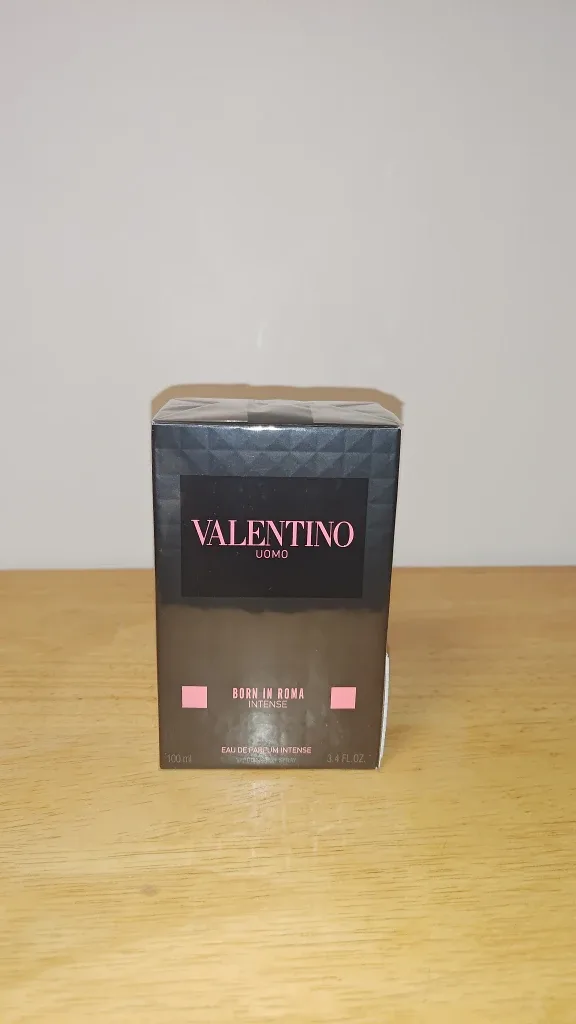 VALENTINO
UOMO
BORN IN ROMA
INTENSE
EAU DE PARFUM INTENSE
100 ml
3.4 FL.OZ.